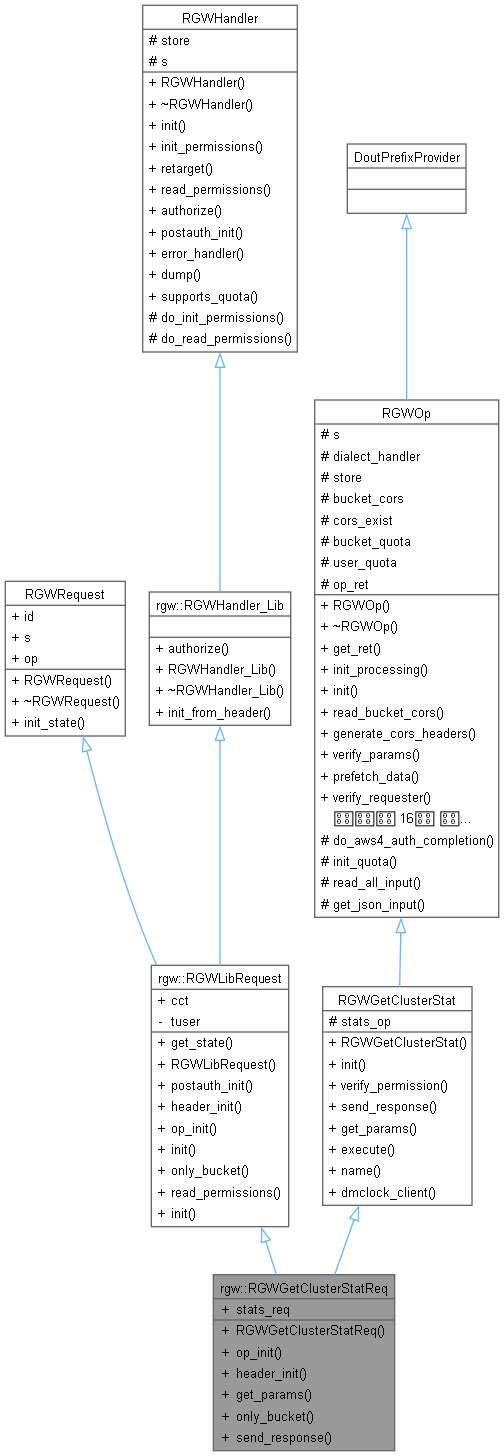 RGWHandler
# store
# s
+ RGWHandler()
+ ~RGWHandler()
+ init()
+ init_permissions()
+ retarget()
+ read_permissions()
+ authorize()
+ postauth_init()
+ error_handler()
+ dump()
+ supports_quota()
# do_init_permissions()
# do_read_permissions()
DoutPrefixProvider
RGWOp
# s
# dialect_handler
# store
# bucket_cors
# cors_exist
# bucket_quota
# user_quota
# op_ret
+ RGWOp()
+ ~RGWOp()
+ get_ret()
+ init_processing()
+ init()
+ read_bucket_cors()
+ generate_cors_headers()
+ verify_params()
+ prefetch_data()
+ verify_requester()
16 ...
# do_aws4_auth_completion()
# init_quota()
# read_all_input()
# get_json_input()
RGWRequest
+ id
+ s
+ op
+ RGWRequest()
+ ~RGWRequest()
+ init_state()
rgw::RGWHandler_Lib
+ authorize()
+ RGWHandler_Lib()
+ ~RGWHandler_Lib()
+ init_from_header()
rgw::RGWLibRequest
+ cct
- tuser
+ get_state()
+ RGWLibRequest()
+ postauth_init()
+ header_init()
+ op_init()
+ init()
+ only_bucket()
+ read_permissions()
+ init()
RGWGetClusterStat
# stats_op
+ RGWGetClusterStat()
+ init()
+ verify_permission()
+ send_response()
+ get_params()
+ execute()
+ name()
+ dmclock_client()
rgw::RGWGetClusterStatReq
+ stats_req
+ RGWGetClusterStatReq()
+ op_init()
+ header_init()
+ get_params()
+ only_bucket()
+ send_response()